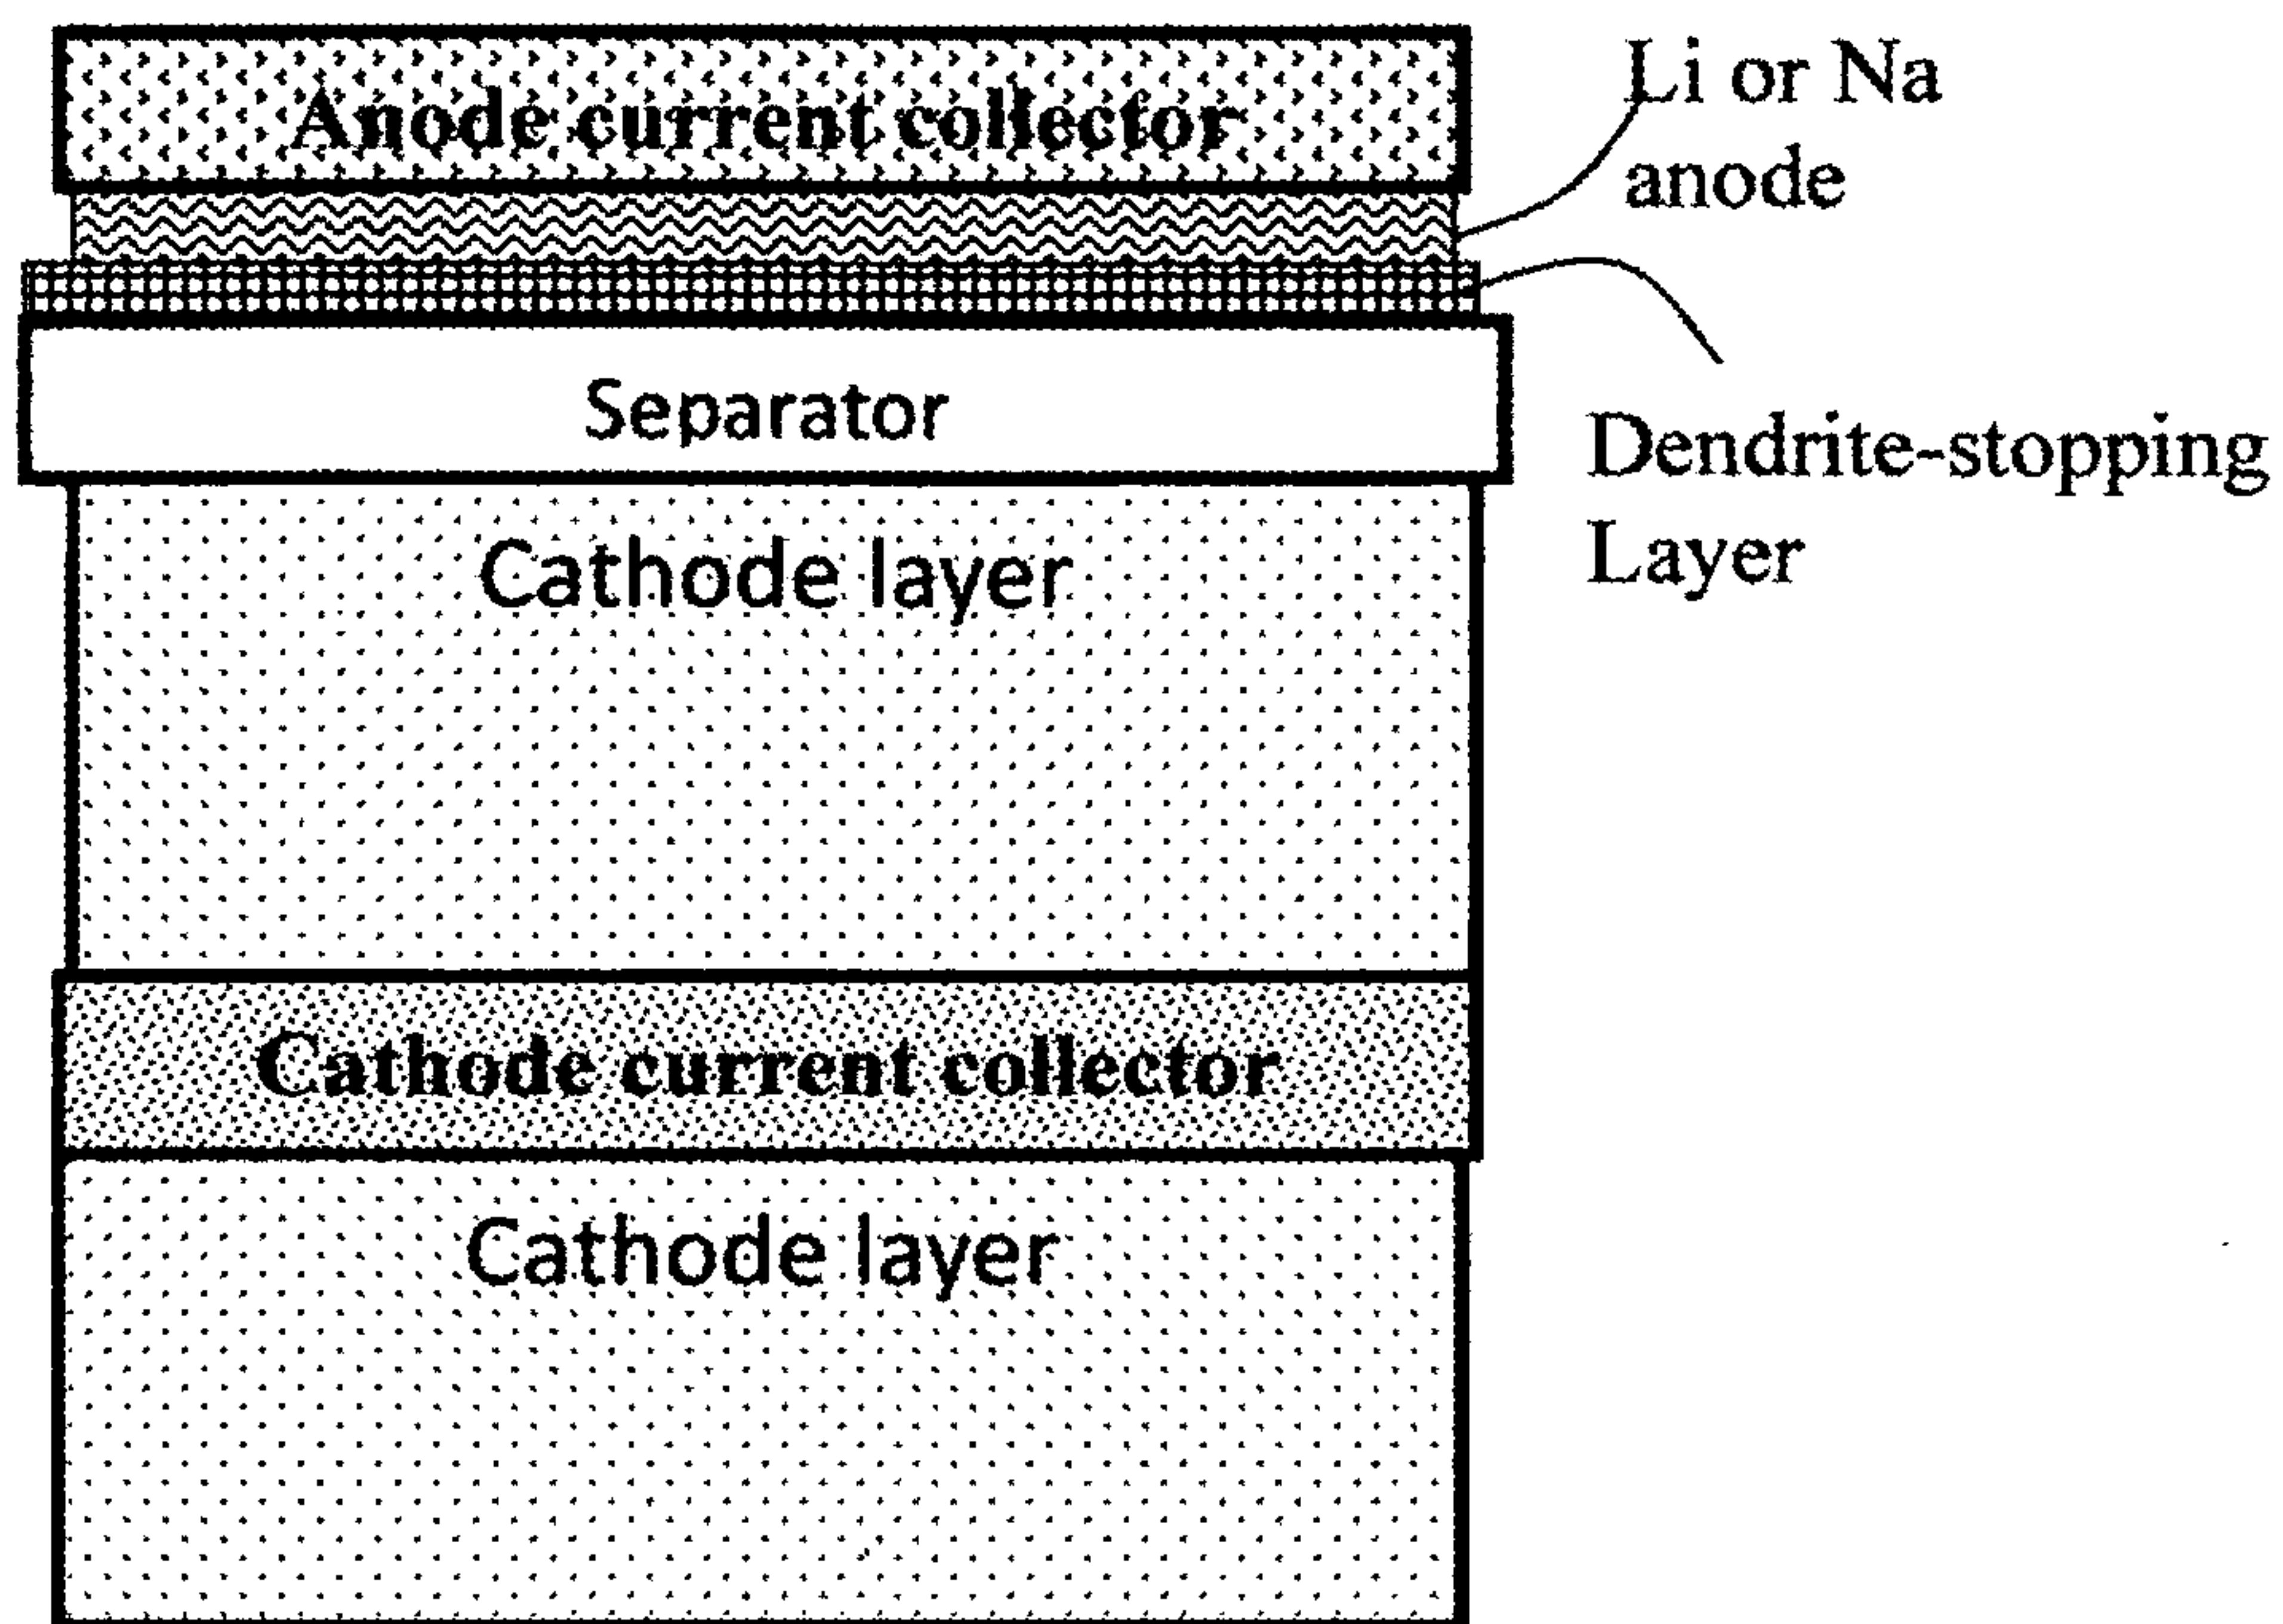 Anode current collector
Li or Na
anode
Separator
Dendrite-stopping
Layer
Cathode layer
Cathode current collector
Cathode layer